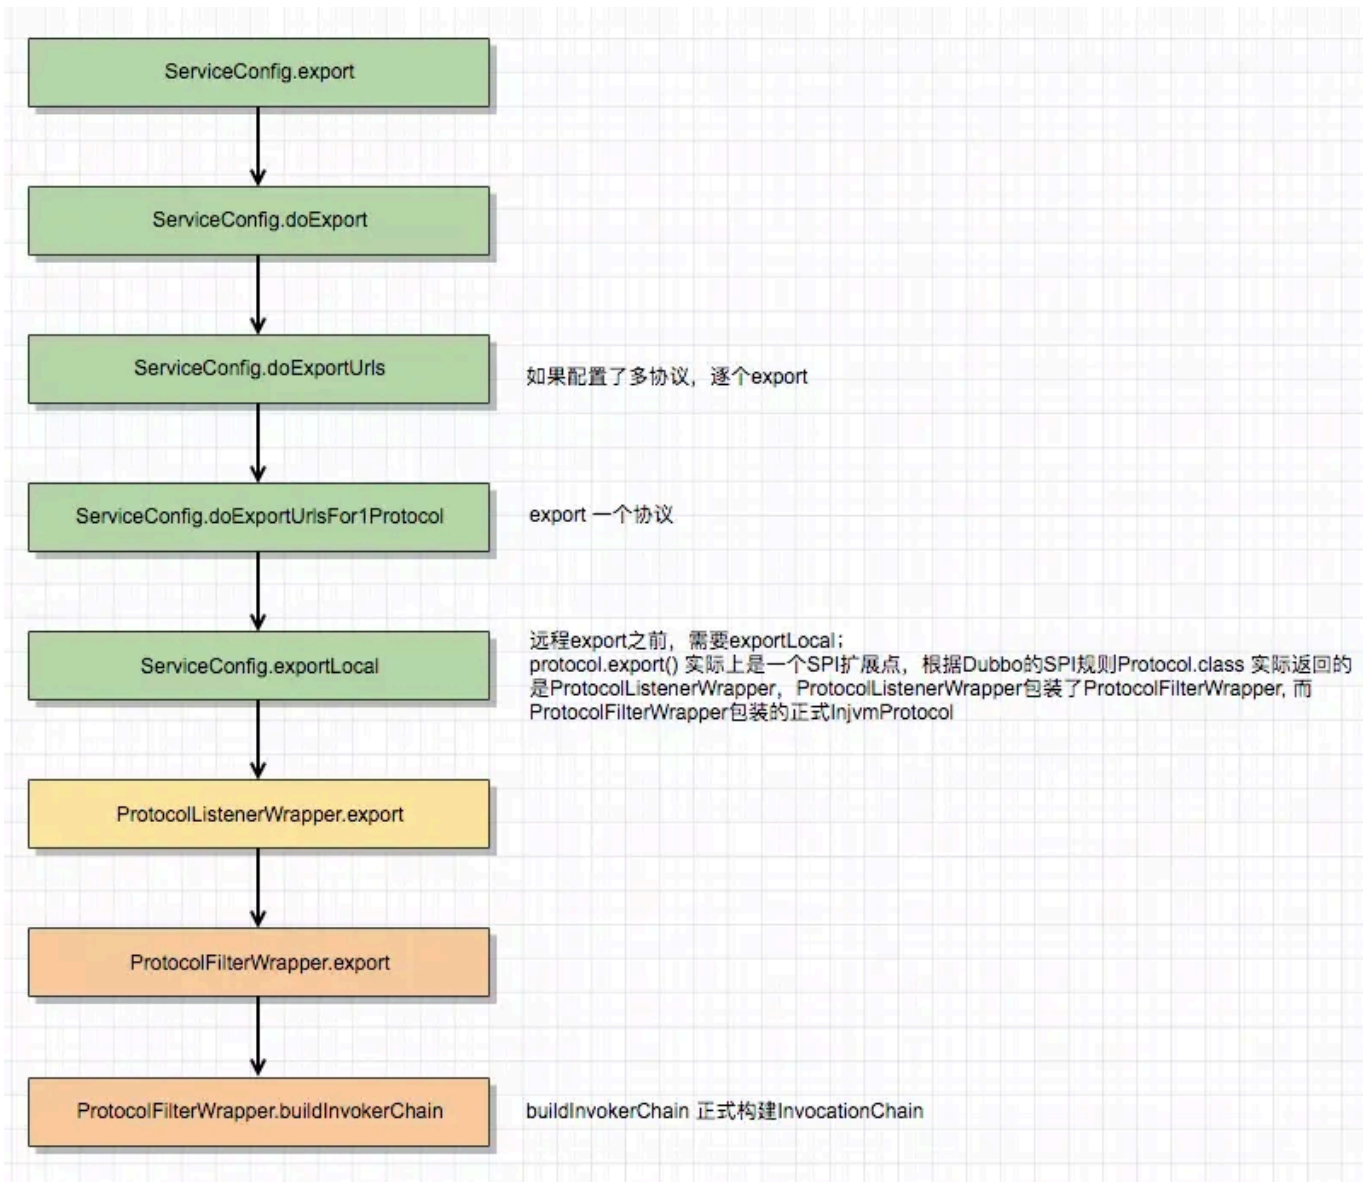 ServiceConfig.export
ServiceConfig.doExport
ServiceConfig.doExportUrls
如果配置了多协议，逐个export
ServiceConfig.doExportUrlsFor1Protocol
export 一个协议
ServiceConfig.exportLocal
远程export之前，需要exportLocal；
protocol.export() 实际上是一个SPI扩展点，根据Dubbo的SPI规则Protocol.class 实际返回的
是ProtocolListenerWrapper，ProtocolListenerWrapper包装了ProtocolFilterWrapper, 而
ProtocolFilterWrapper包装的正式InjvmProtocol
ProtocolListenerWrapper.export
ProtocolFilterWrapper.export
ProtocolFilterWrapper.buildInvokerChain
buildInvokerChain 正式构建InvocationChain